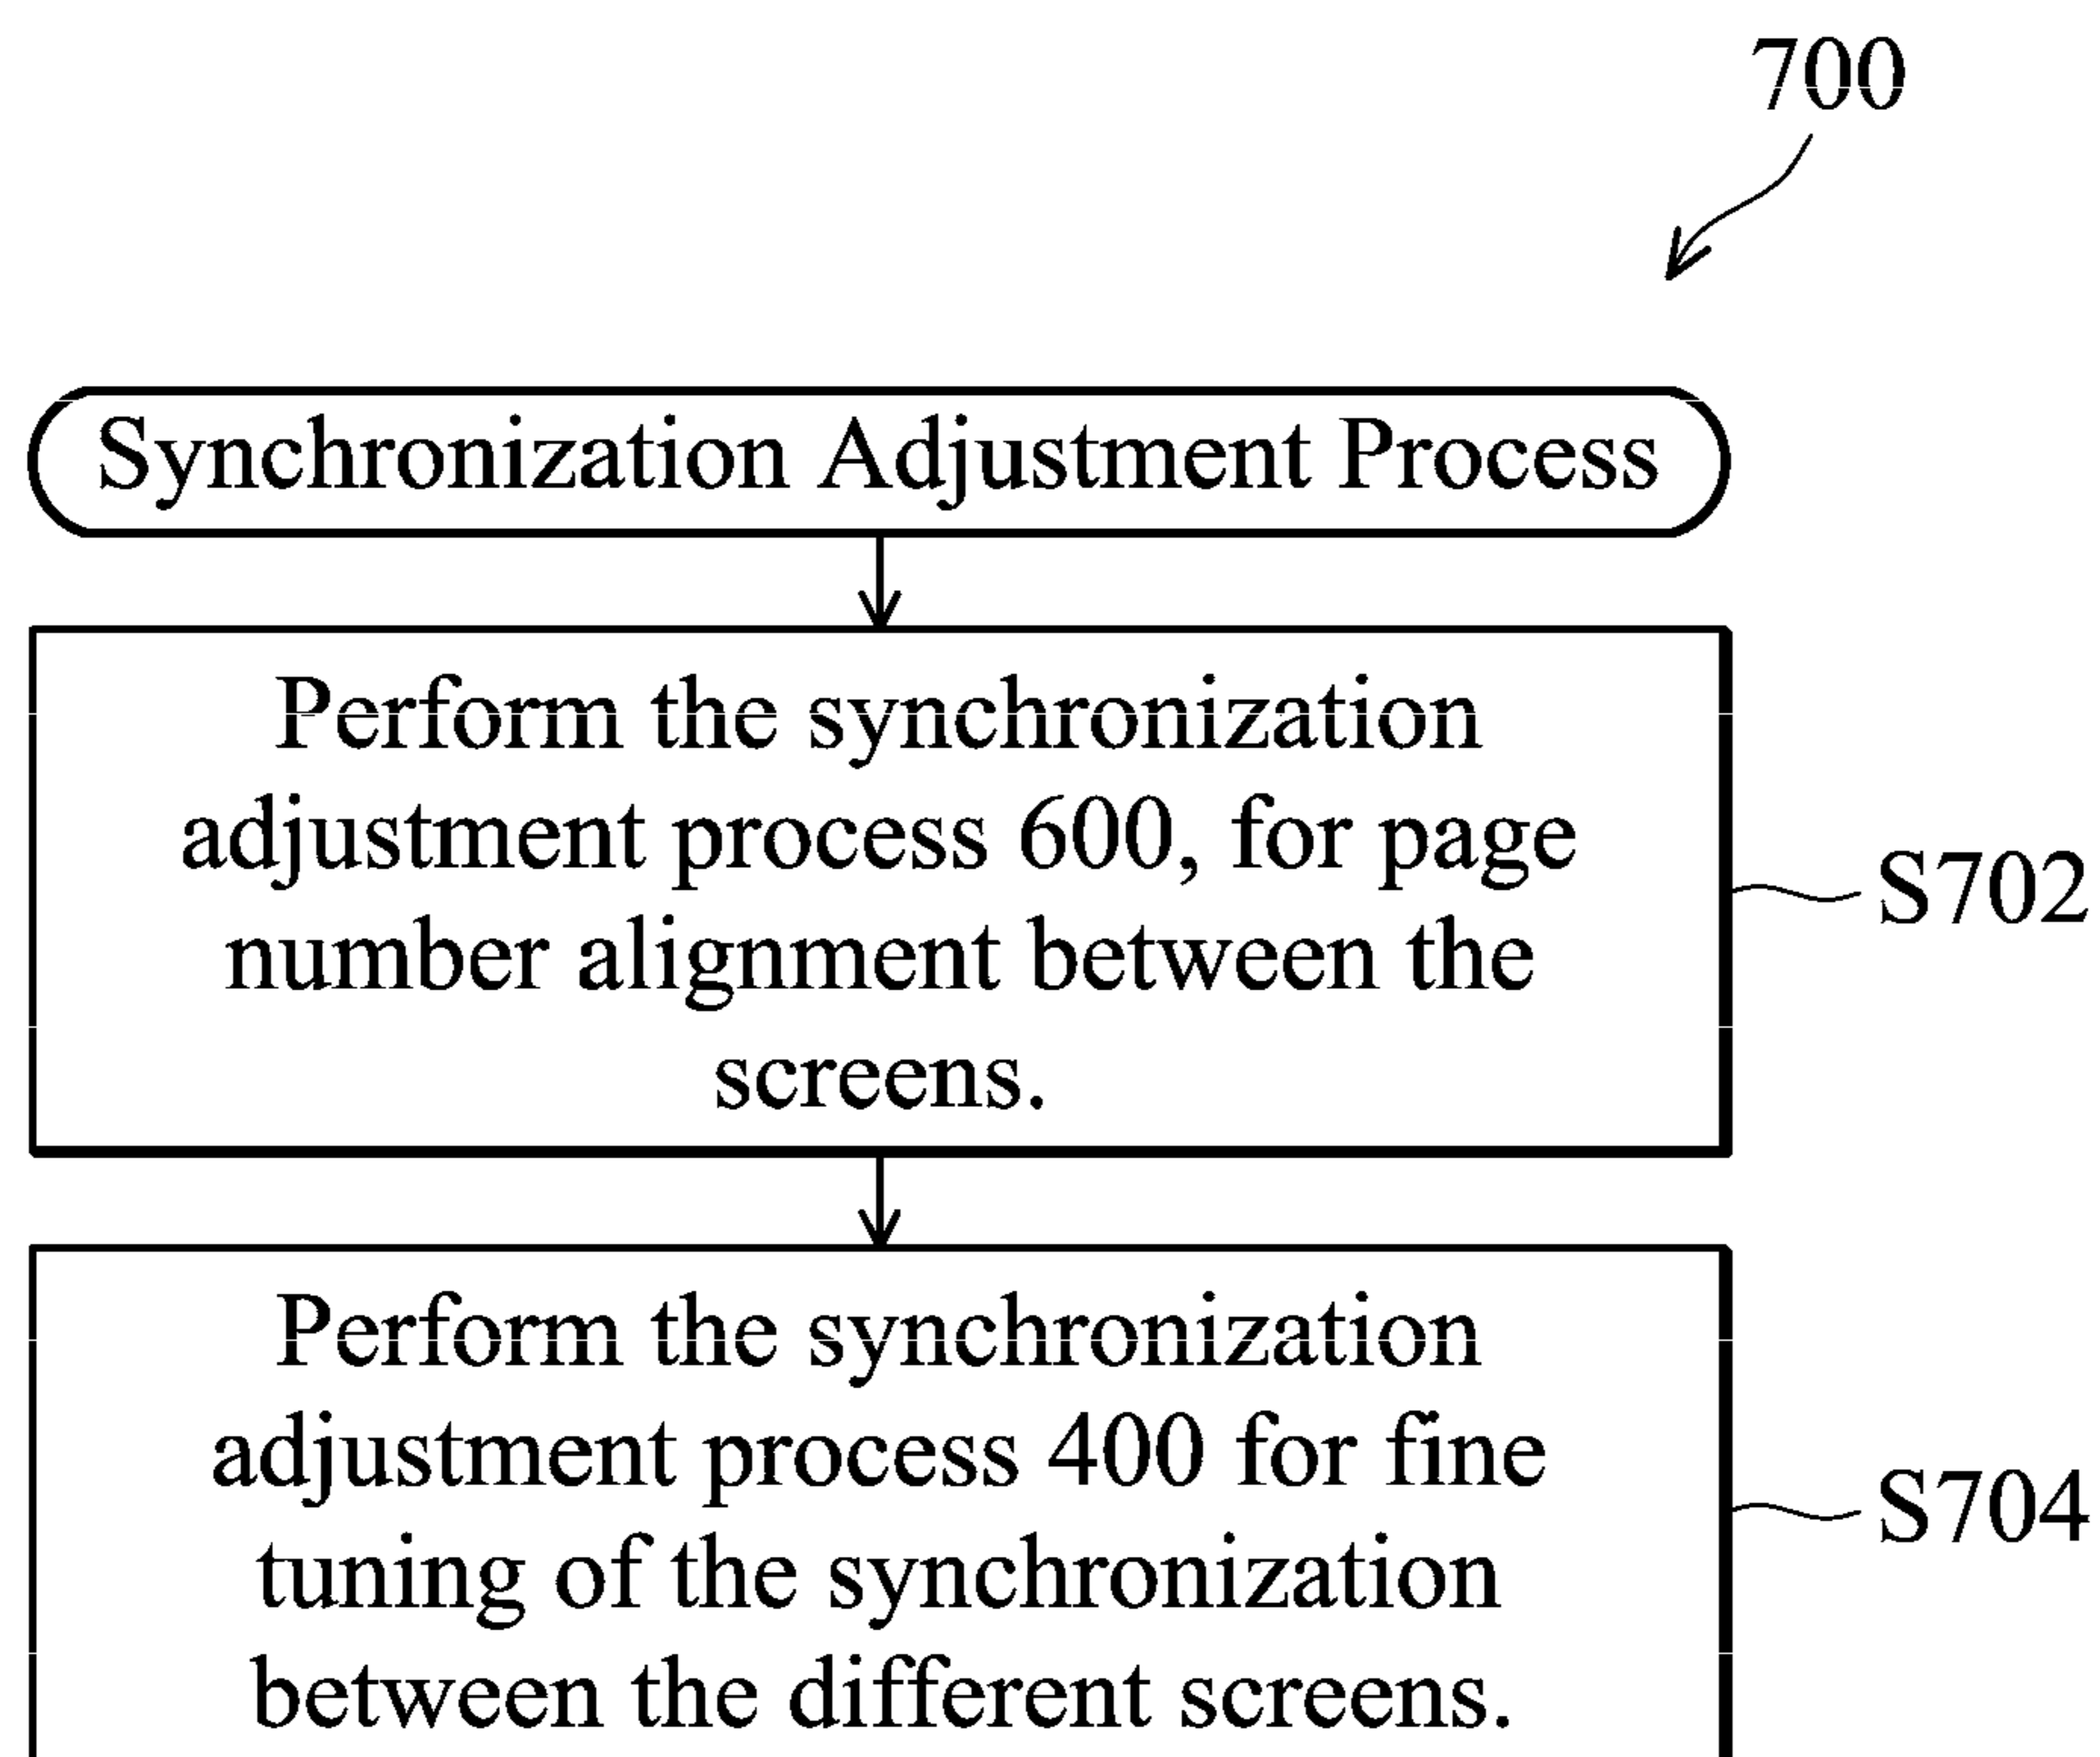 700
Synchronization Adjustment Process
Perform the synchronization
adjustment process 600, for page
number alignment between the
screens.
S702
Perform the synchronization
adjustment process 400 for fine
tuning of the synchronization
between the different screens.
S704